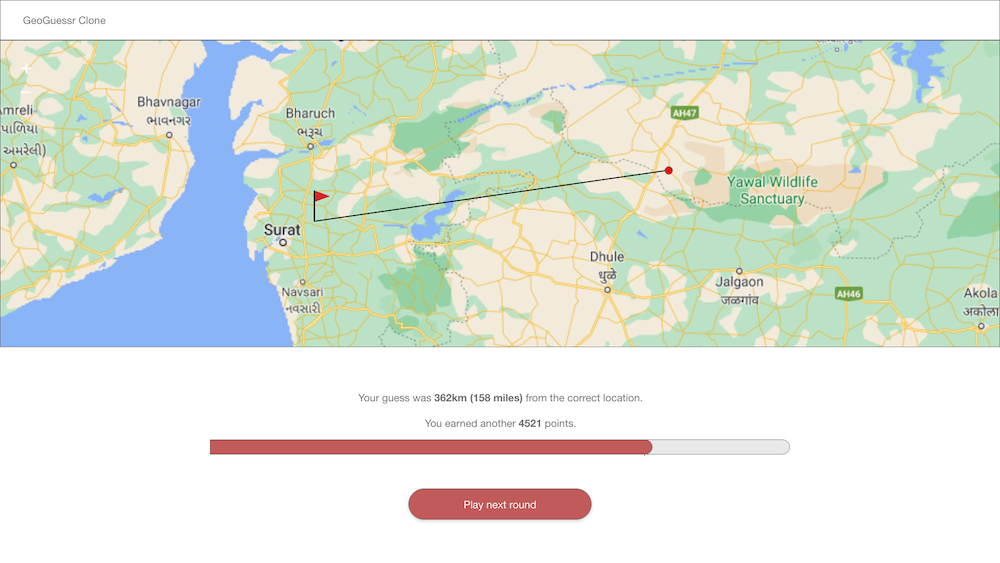 GeoGuessr Clone
+
Bhavnagar
ભાવનગર
Bharuch
ભરૂચ
AH47
પાળિયા
અમરેલી)
Yawal Wildlife
Sanctuary
Surat
Dhule
धुळे
Navsari
નવસારી
Jalgaon
जळगांव
AH46
Akola
अकोला
Your guess was 362km (158 miles) from the correct location.
You earned another 4521 points.
Play next round